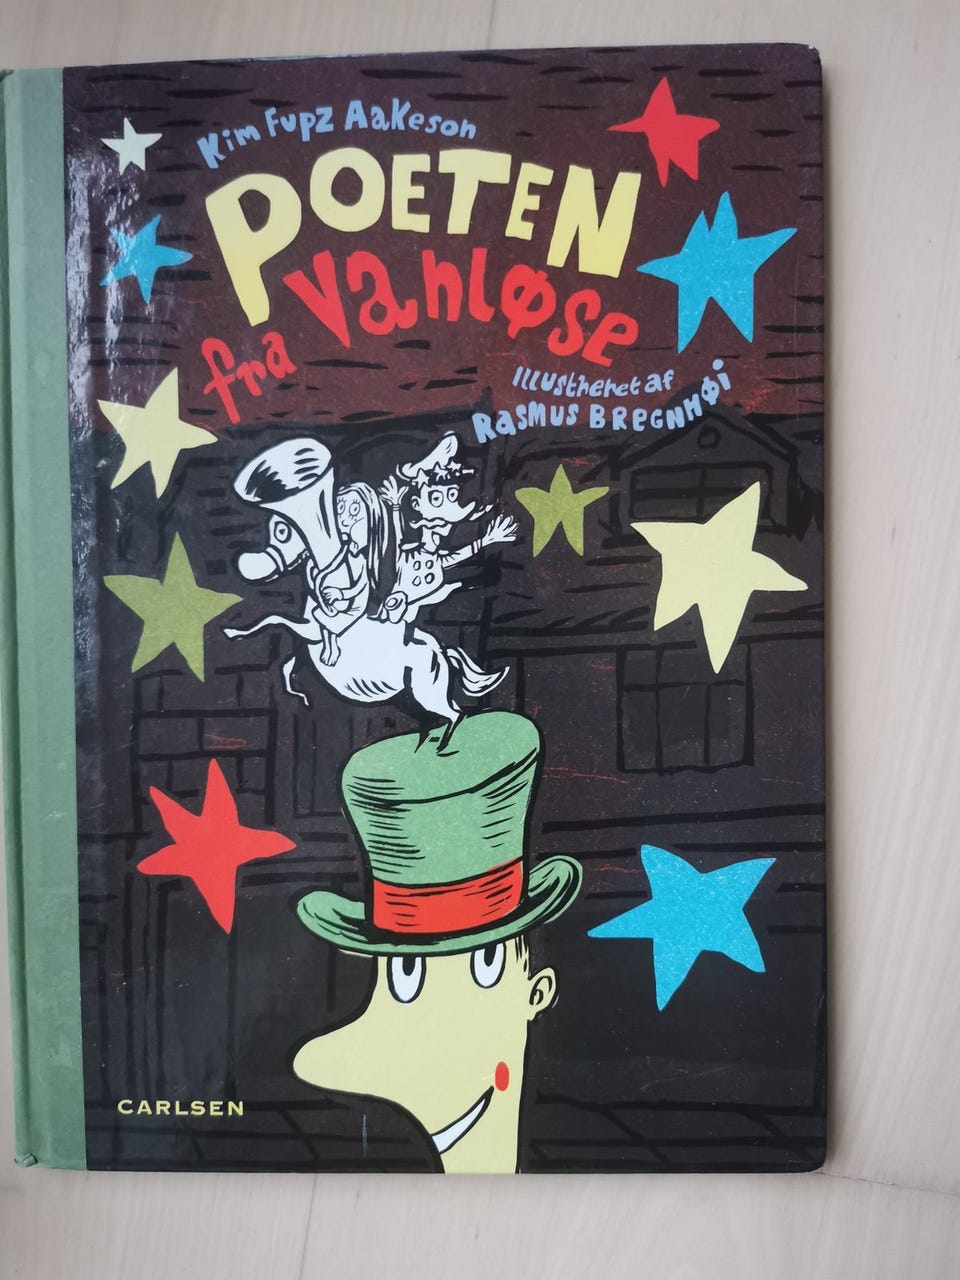 Kim Fupz Aakeson
POETEN
fra Vanløse
Illustreret af
RASMUS BREGNHØI
CARLSEN